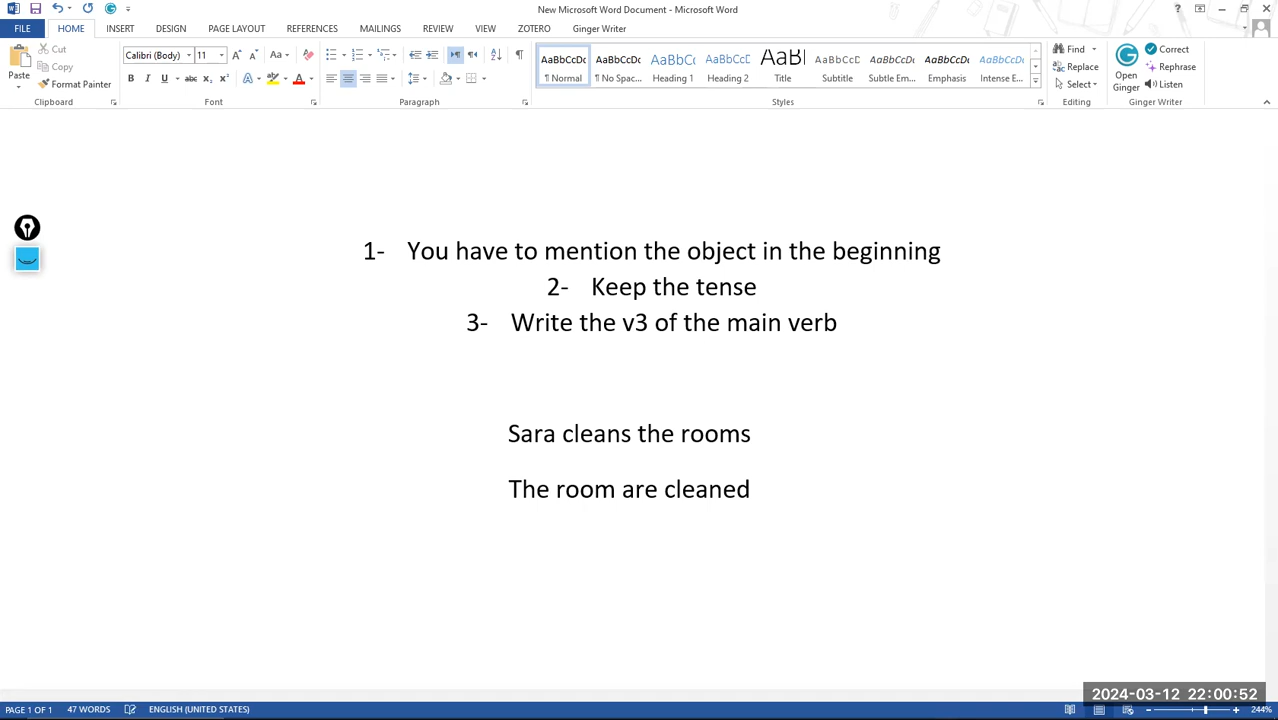 New Microsoft Word Document - Microsoft Word
FILE HOME INSERT DESIGN PAGE LAYOUT REFERENCES MAILINGS REVIEW VIEW ZOTERO Ginger Writer
Paste
Cut
Copy
Format Painter
Clipboard
Calibri (Body) 11
Font
Paragraph
AaBbCcDc AaBbCcDc AaBbCc AaBbCc AaBl AaBbCcD AaBbCcDc AaBbCcDc AaBbCcDc
¶ Normal ¶ No Spac... Heading 1 Heading 2 Title Subtitle Subtle Em... Emphasis Intense E...
Styles
Find
Replace
Select
Editing
Open Ginger
Correct
Rephrase
Listen
Ginger Writer
1- You have to mention the object in the beginning
2- Keep the tense
3- Write the v3 of the main verb
Sara cleans the rooms
The room are cleaned
2024-03-12 22:00:52
PAGE 1 OF 1 47 WORDS ENGLISH (UNITED STATES) 244%